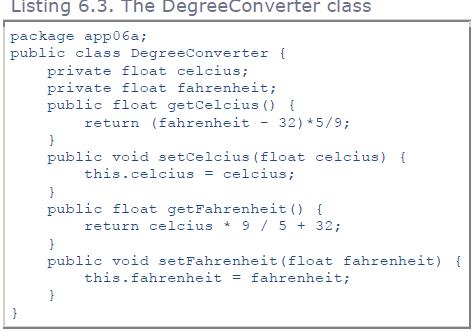 Listing 6.3. The DegreeConverter class
package app06a;
public class DegreeConverter {
    private float celcius;
    private float fahrenheit;
    public float getCelcius() {
        return (fahrenheit - 32)*5/9;
    }
    public void setCelcius(float celcius) {
        this.celcius = celcius;
    }
    public float getFahrenheit() {
        return celcius * 9 / 5 + 32;
    }
    public void setFahrenheit(float fahrenheit) {
        this.fahrenheit = fahrenheit;
    }
}